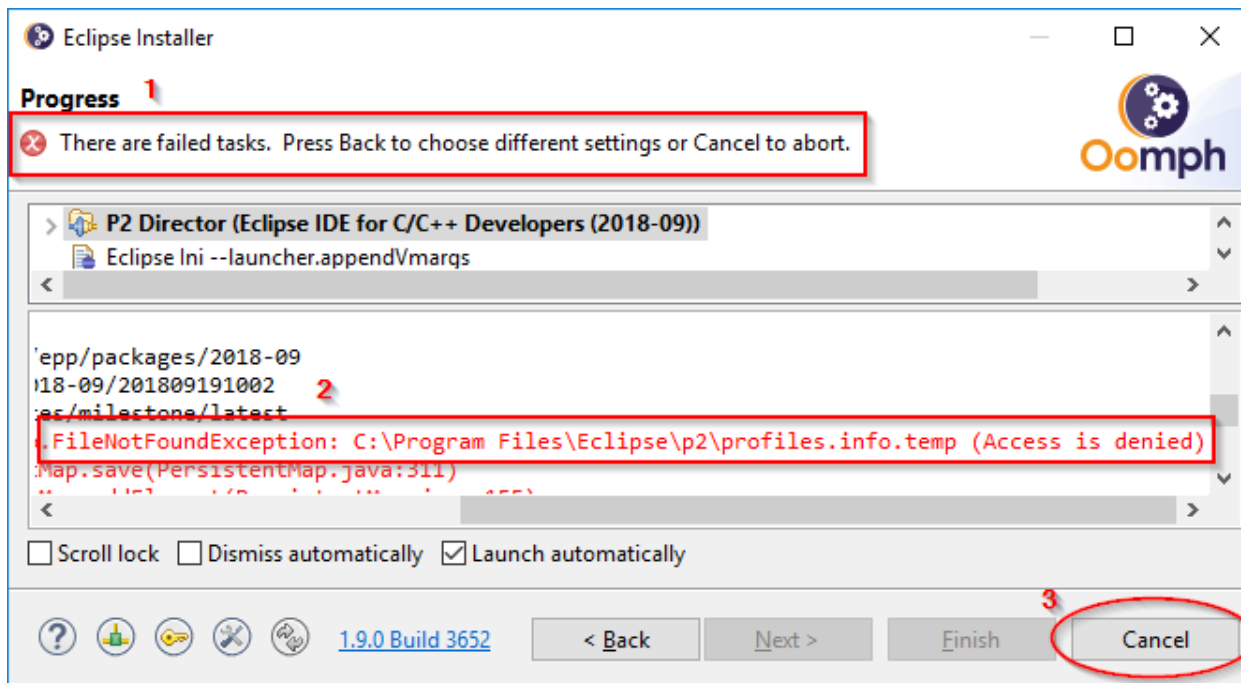 Eclipse Installer
Progress 1
There are failed tasks. Press Back to choose different settings or Cancel to abort.
Oomph
P2 Director (Eclipse IDE for C/C++ Developers (2018-09))
Eclipse Ini --launcher.appendVmargs
epp/packages/2018-09
18-09/201809191002
2
es/milestone/latest
.FileNotFoundException: C:\Program Files\Eclipse\p2\profiles.info.temp (Access is denied)
Map.save(PersistentMap.java:311)
Scroll lock Dismiss automatically Launch automatically
3
1.9.0 Build 3652 < Back Next > Finish Cancel